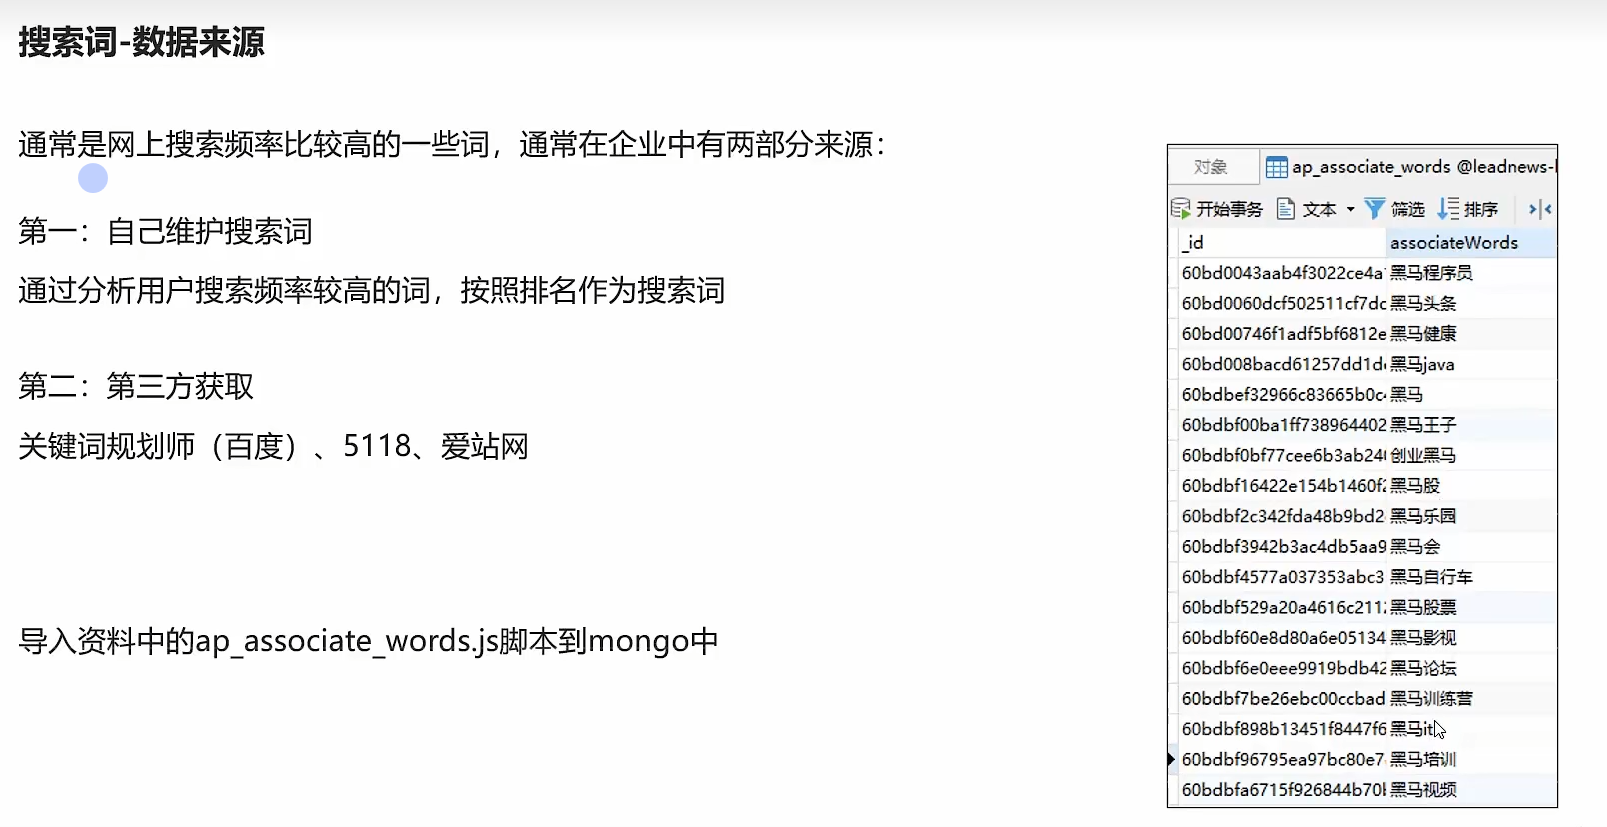 搜索词-数据来源
通常是网上搜索频率比较高的一些词，通常在企业中有两部分来源：
第一：自己维护搜索词
通过分析用户搜索频率较高的词，按照排名作为搜索词
第二：第三方获取
关键词规划师（百度）、5118、爱站网
导入资料中的ap_associate_words.js脚本到mongo中
对象 ap_associate_words @leadnews-
开始事务 文本 筛选 排序
_id associateWords
60bd0043aab4f3022ce4a 黑马程序员
60bd0060dcf502511cf7dc 黑马头条
60bd00746f1adf5bf6812e 黑马健康
60bd008bacd61257dd1d 黑马java
60bdbef32966c83665b0c 黑马
60bdbf00ba1ff738964402 黑马王子
60bdbf0bf77cee6b3ab24 创业黑马
60bdbf16422e154b1460f 黑马股
60bdbf2c342fda48b9bd2 黑马乐园
60bdbf3942b3ac4db5aa9 黑马会
60bdbf4577a037353abc3 黑马自行车
60bdbf529a20a4616c211 黑马股票
60bdbf60e8d80a6e05134 黑马影视
60bdbf6e0eee9919bdb42 黑马论坛
60bdbf7be26ebc00ccbad 黑马训练营
60bdbf898b13451f8447f6 黑马it
60bdbf96795ea97bc80e7 黑马培训
60bdbfa6715f926844b70 黑马视频